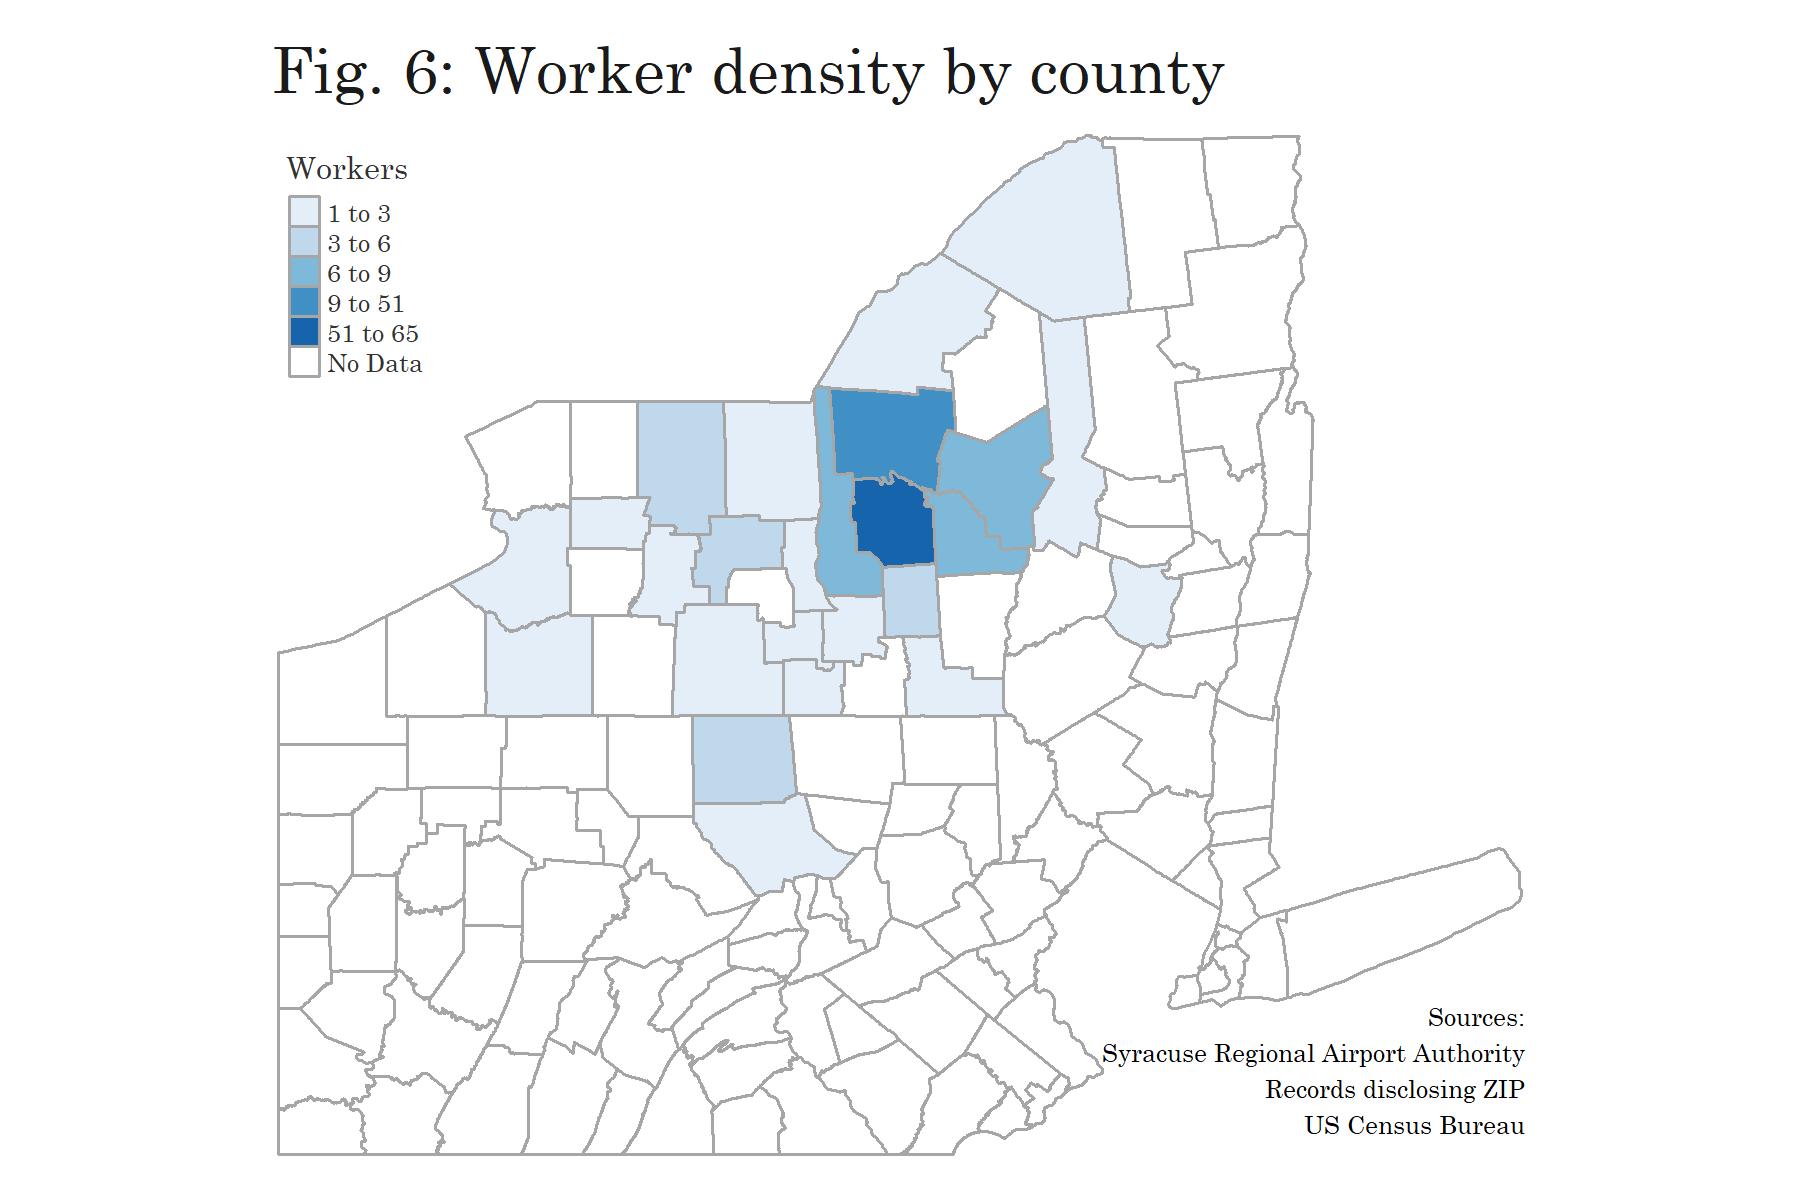 Fig. 6: Worker density by county
Workers
1 to 3
3 to 6
6 to 9
9 to 51
51 to 65
No Data
Sources:
Syracuse Regional Airport Authority
Records disclosing ZIP
US Census Bureau